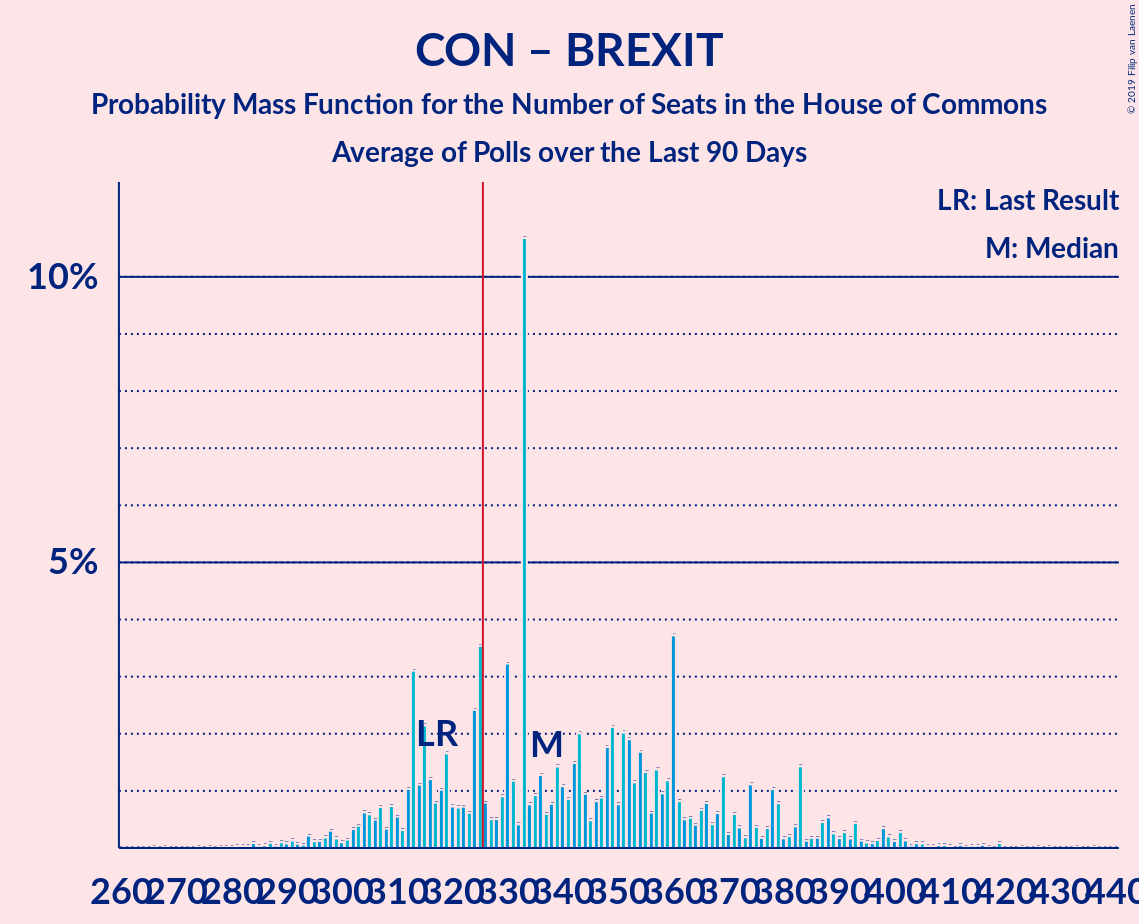 CON – BREXIT
Probability Mass Function for the Number of Seats in the House of Commons
Average of Polls over the Last 90 Days
© 2019 Filip van Laenen
LR: Last Result
M: Median
10%
5%
LR
M
260 270 280 290 300 310 320 330 340 350 360 370 380 390 400 410 420 430 440